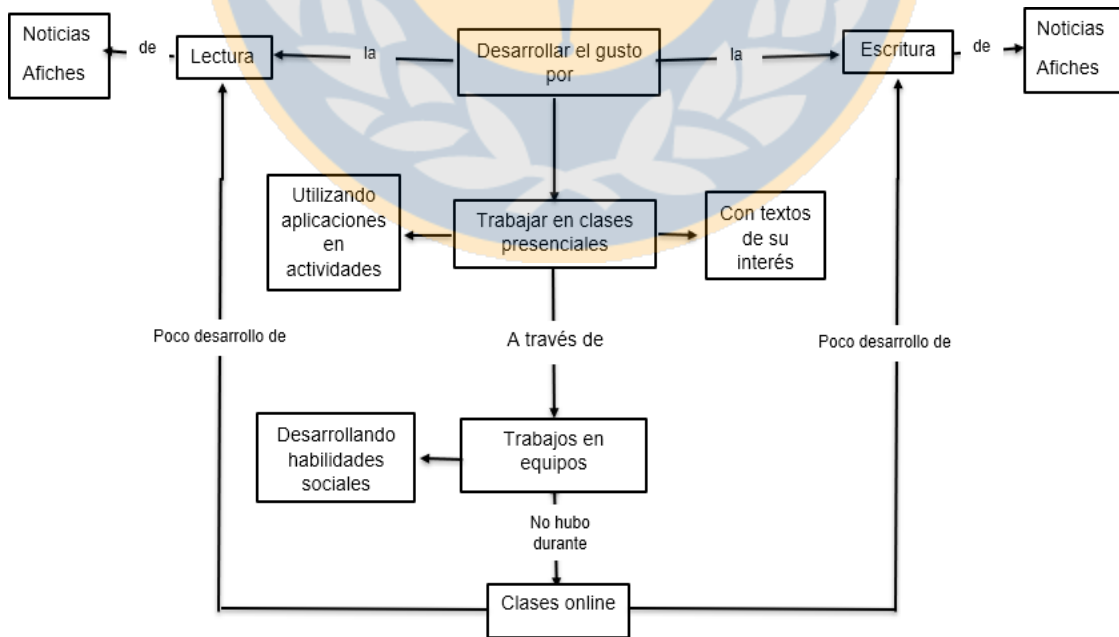 Noticias
Afiches
de
Lectura
la
Desarrollar el gusto
por
la
Escritura
de
Noticias
Afiches
Utilizando
aplicaciones
en
actividades
Trabajar en clases
presenciales
Con textos
de su
interés
Poco desarrollo de
A través de
Poco desarrollo de
Desarrollando
habilidades
sociales
Trabajos en
equipos
No hubo
durante
Clases online